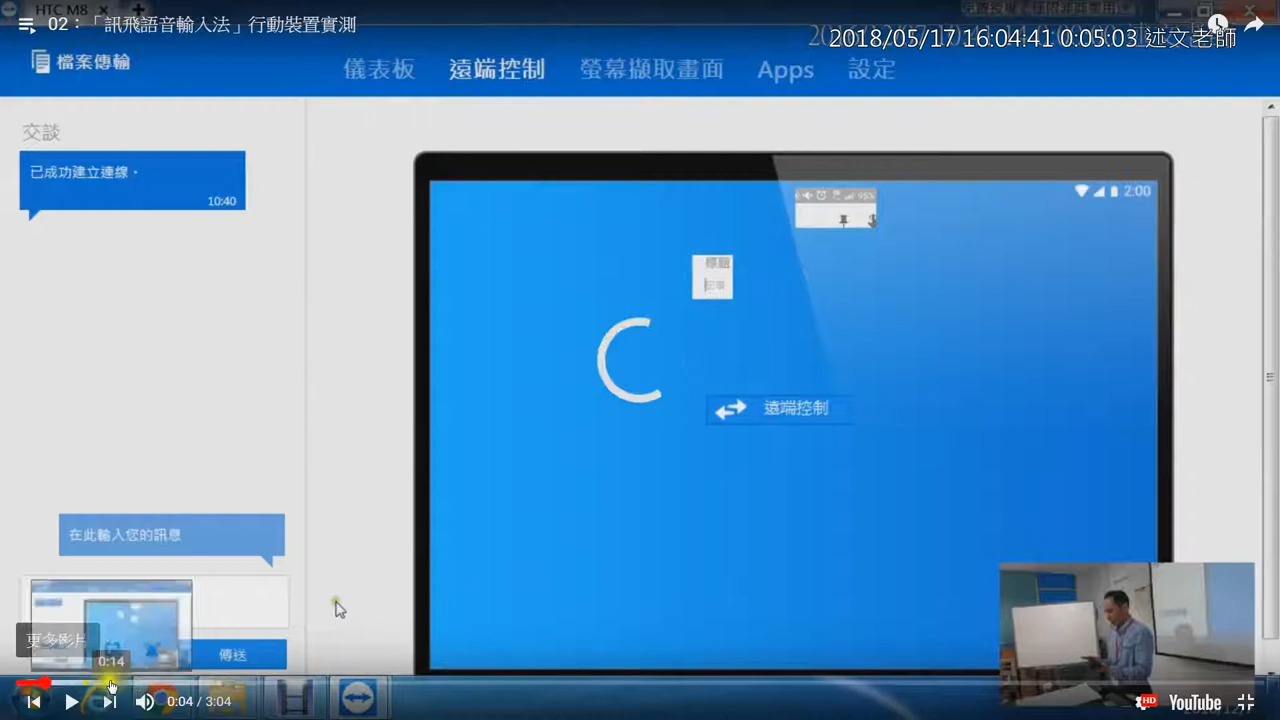 HTC M8
02：「訊飛語音輸入法」行動裝置實測
2018/05/17 16:04:41 0:05:03 述文老師
檔案傳輸
儀表板
遠端控制
螢幕擷取畫面
Apps
設定
交談
已成功建立連線。
10:40
95%
2:00
標題
記事
遠端控制
在此輸入您的訊息
更多影片
傳送
0:14
0:04 / 3:04
HD
YouTube